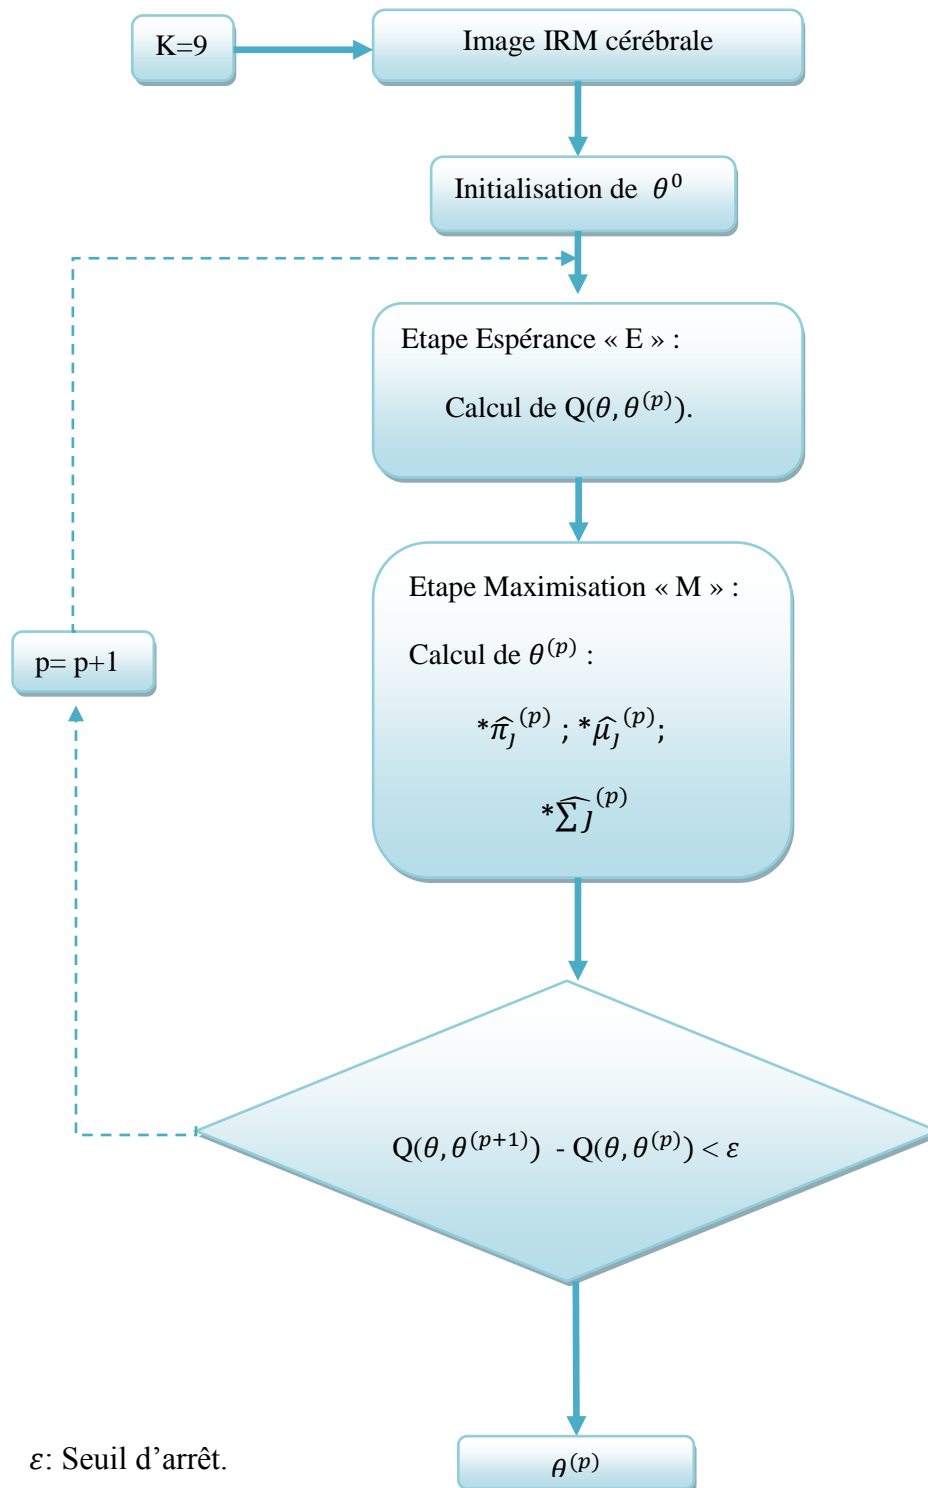 K=9
Image IRM cérébrale
Initialisation de θ⁰
Etape Espérance « E » :
Calcul de Q(θ, θ^(p)).
Etape Maximisation « M » :
Calcul de θ^(p) :
*π̂_j^(p) ; *μ̂_j^(p);
*∑̂j^(p)
p= p+1
Q(θ, θ^(p+1)) - Q(θ, θ^(p)) < ε
θ^(p)
ε: Seuil d’arrêt.